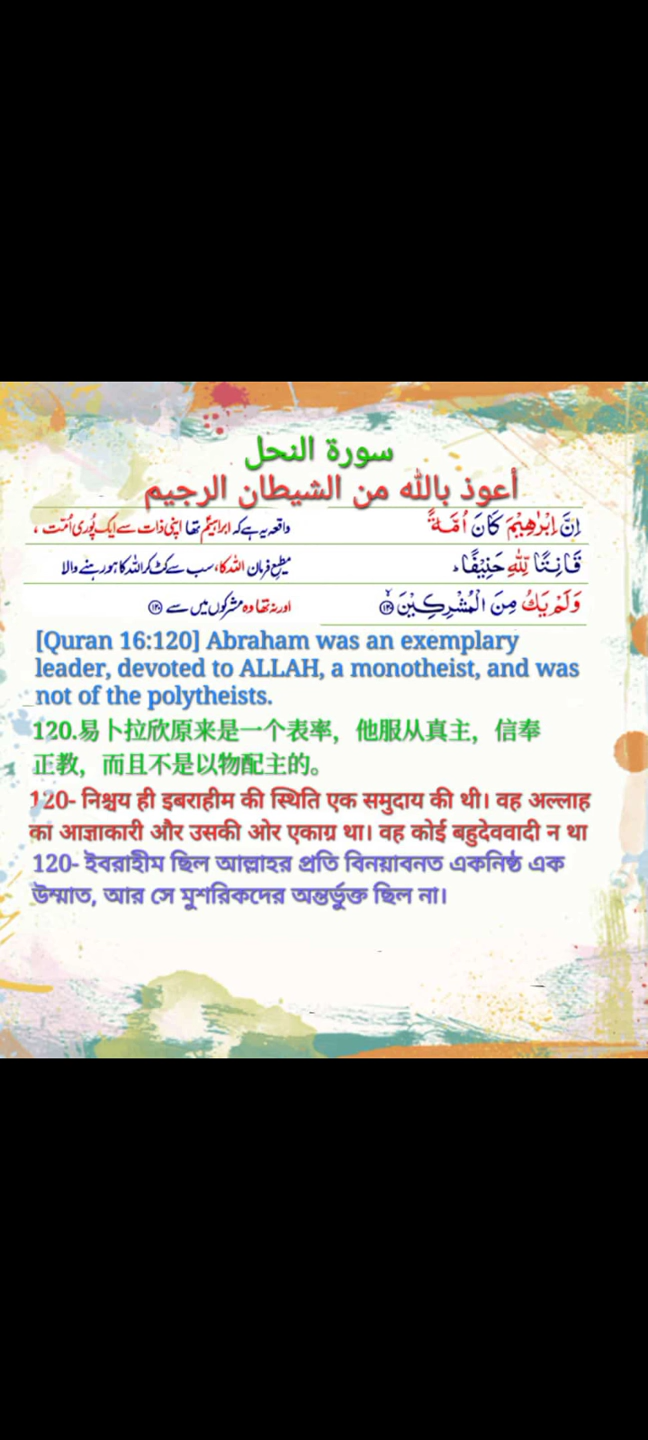 سورة النحل
أعوذ بالله من الشيطان الرجيم
اِنَّ اِبْرٰهِيْمَ كَانَ اُمَّةً
واقعہ یہ ہے کہ ابراہیمؑ تھا اپنی ذات سے ایک پُوری اُمّت ،
قَانِتًا لِّلّٰهِ حَنِيْفًا ؕ
مطیعِ فرمان اللہ کا، سب سے کٹ کر اللہ کا ہو رہنے والا
وَلَمْ يَكُ مِنَ الْمُشْرِكِيْنَ ۙ﴿۱۲۰﴾
اور نہ تھا وہ مشرکوں میں سے ﴿۱۲۰﴾
[Quran 16:120] Abraham was an exemplary
leader, devoted to ALLAH, a monotheist, and was
not of the polytheists.
120.易卜拉欣原来是一个表率，他服从真主，信奉
正教，而且不是以物配主的。
120- निश्चय ही इबराहीम की स्थिति एक समुदाय की थी। वह अल्लाह
का आज्ञाकारी और उसकी ओर एकाग्र था। वह कोई बहुदेववादी न था
120- ইবরাহীম ছিল আল্লাহর প্রতি বিনয়াবনত একনিষ্ঠ এক
উম্মাত, আর সে মুশরিকদের অন্তর্ভুক্ত ছিল না।